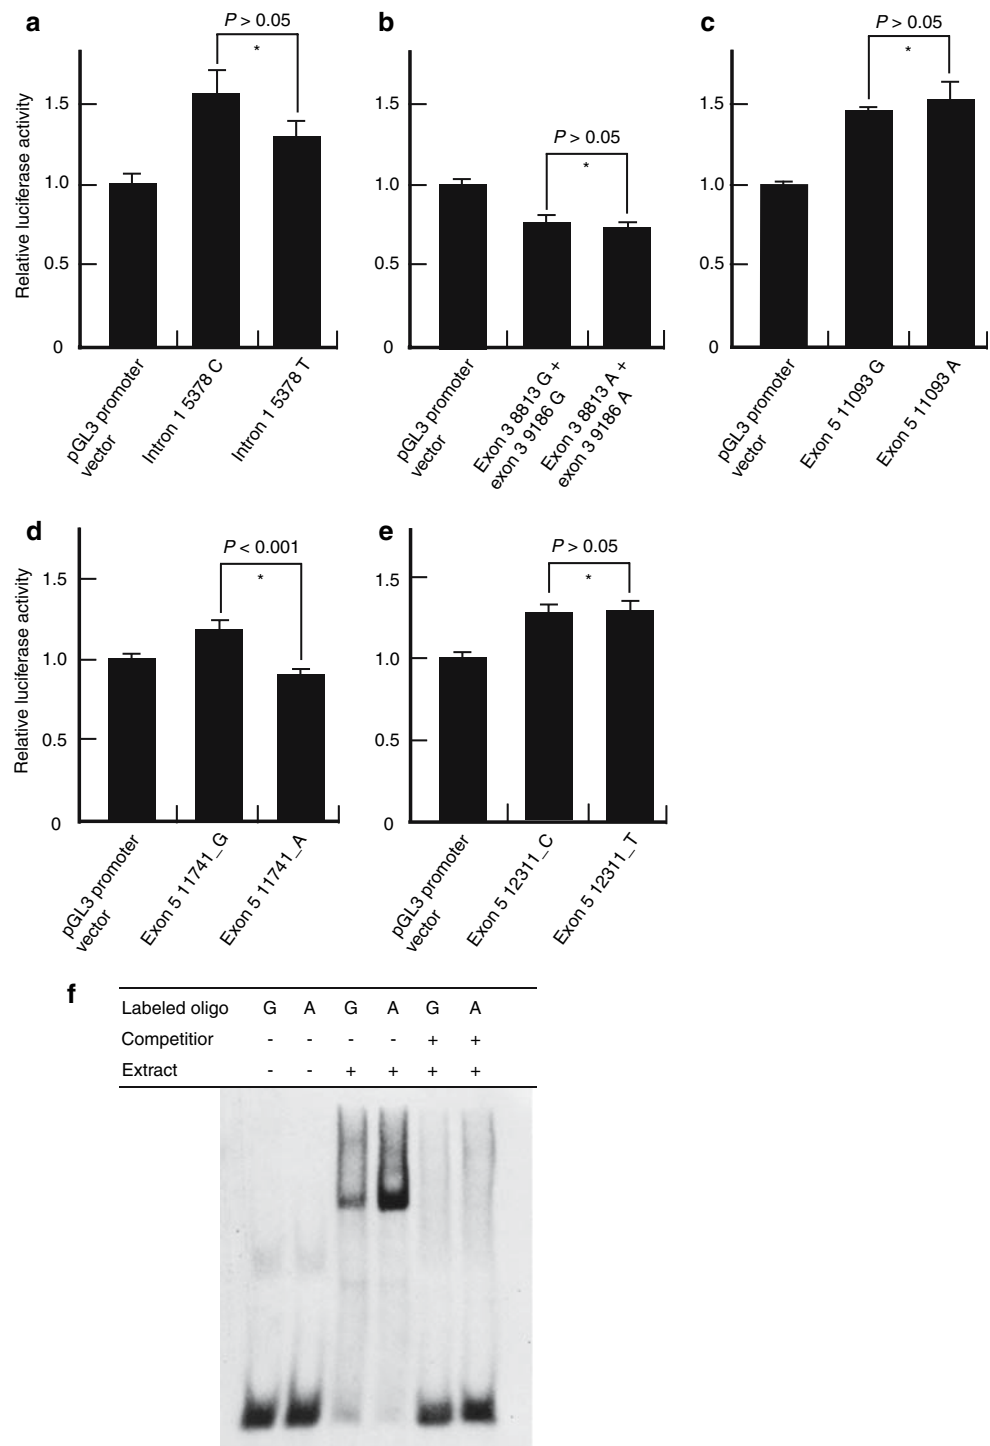 a
P > 0.05
*
Relative luciferase activity
1.5
1.0
0.5
0
pGL3 promoter
vector
Intron 1 5378 C
Intron 1 5378 T
b
P > 0.05
*
1.5
1.0
0.5
0
pGL3 promoter
vector
Exon 3 8813 G +
exon 3 9186 G
Exon 3 8813 A +
exon 3 9186 A
c
P > 0.05
*
1.5
1.0
0.5
0
pGL3 promoter
vector
Exon 5 11093 G
Exon 5 11093 A
d
P < 0.001
*
Relative luciferase activity
1.5
1.0
0.5
0
pGL3 promoter
vector
Exon 5 11741_G
Exon 5 11741_A
e
P > 0.05
*
1.5
1.0
0.5
0
pGL3 promoter
vector
Exon 5 12311_C
Exon 5 12311_T
f
Labeled oligo G A G A G A
Competitior - - - - + +
Extract - - + + + +